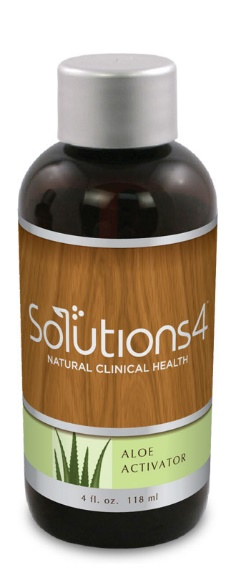 Solutions4
NATURAL CLINICAL HEALTH
ALOE
ACTIVATOR
4 fl. oz. 118 ml